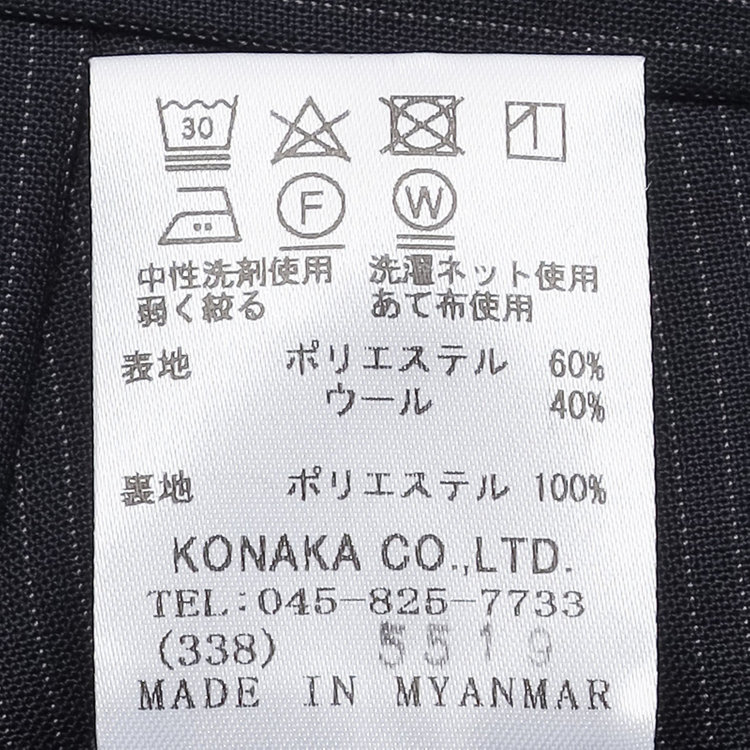 30
F W
中性洗剤使用 洗濯ネット使用
弱く絞る あて布使用
表地 ポリエステル 60%
ウール 40%
裏地 ポリエステル 100%
KONAKA CO.,LTD.
TEL:045-825-7733
(338) 5519
MADE IN MYANMAR